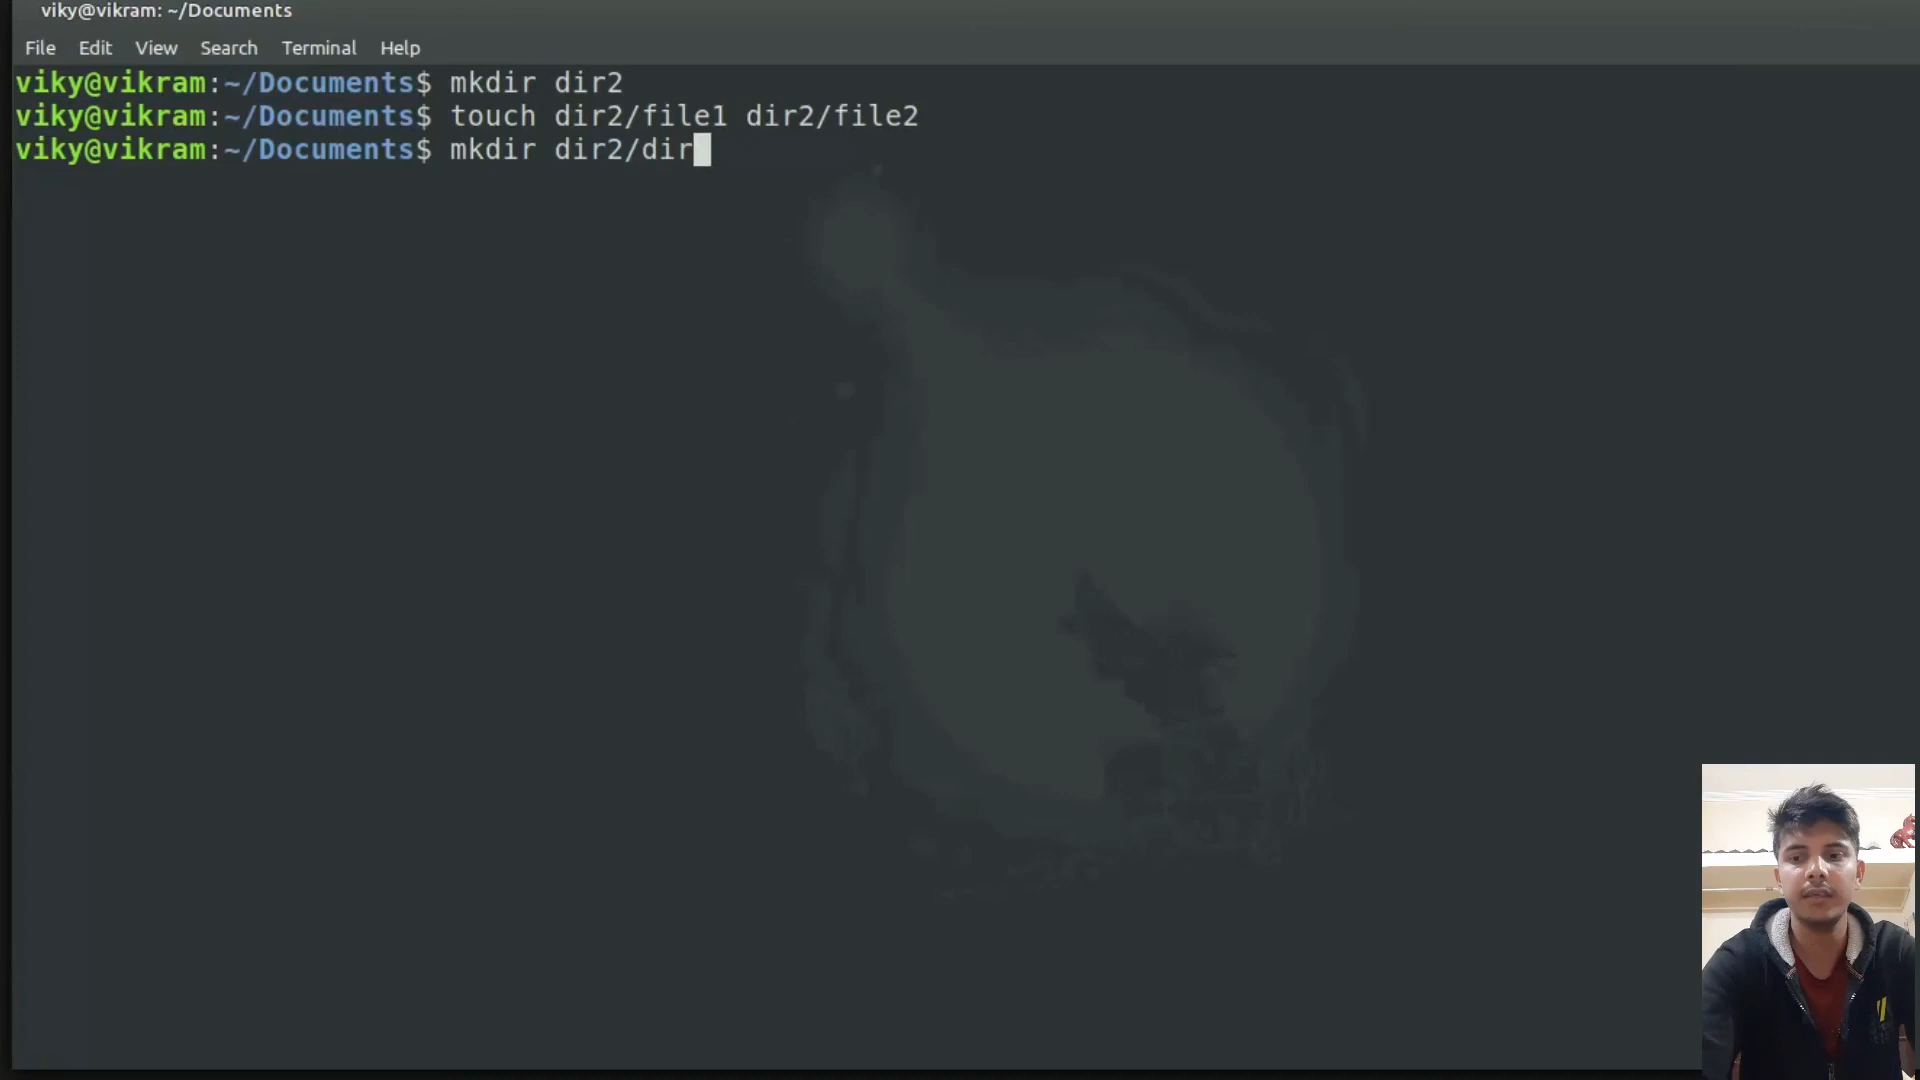 viky@vikram: ~/Documents
File Edit View Search Terminal Help
viky@vikram:~/Documents$ mkdir dir2
viky@vikram:~/Documents$ touch dir2/file1 dir2/file2
viky@vikram:~/Documents$ mkdir dir2/dir